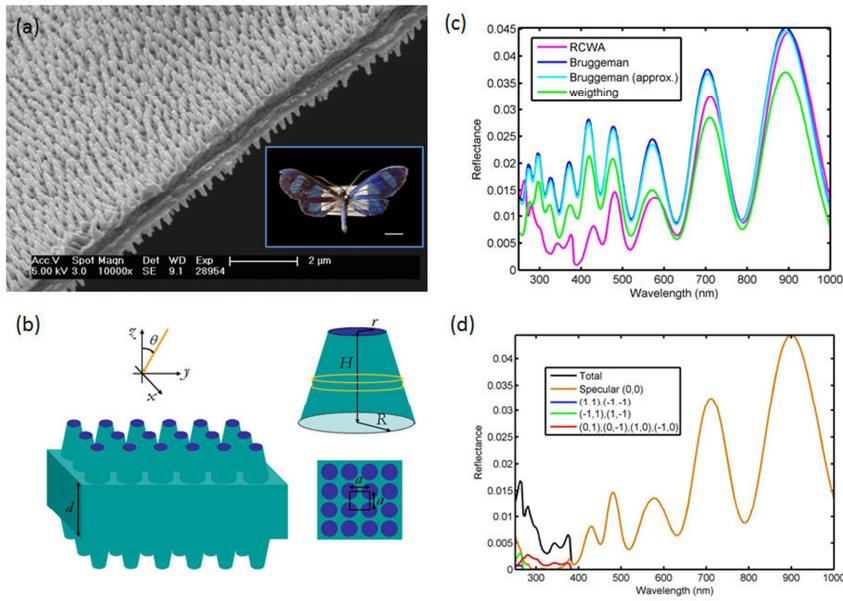 (a)
Acc.V Spot Magn Det WD Exp
5.00 kV 3.0 10000x SE 9.1 28954
2 µm
(b)
z
θ
y
x
d
r
H
R
a
a
(c)
RCWA
Bruggeman
Bruggeman (approx.)
weigthing
0.045
0.04
0.035
0.03
0.025
0.02
0.015
0.01
0.005
0
Reflectance
300 400 500 600 700 800 900 1000
Wavelength (nm)
(d)
Total
Specular (0,0)
(1,1),(-1,-1)
(-1,1),(1,-1)
(0,1),(0,-1),(1,0),(-1,0)
0.04
0.035
0.03
0.025
0.02
0.015
0.01
0.005
0
Reflectance
300 400 500 600 700 800 900 1000
Wavelength (nm)